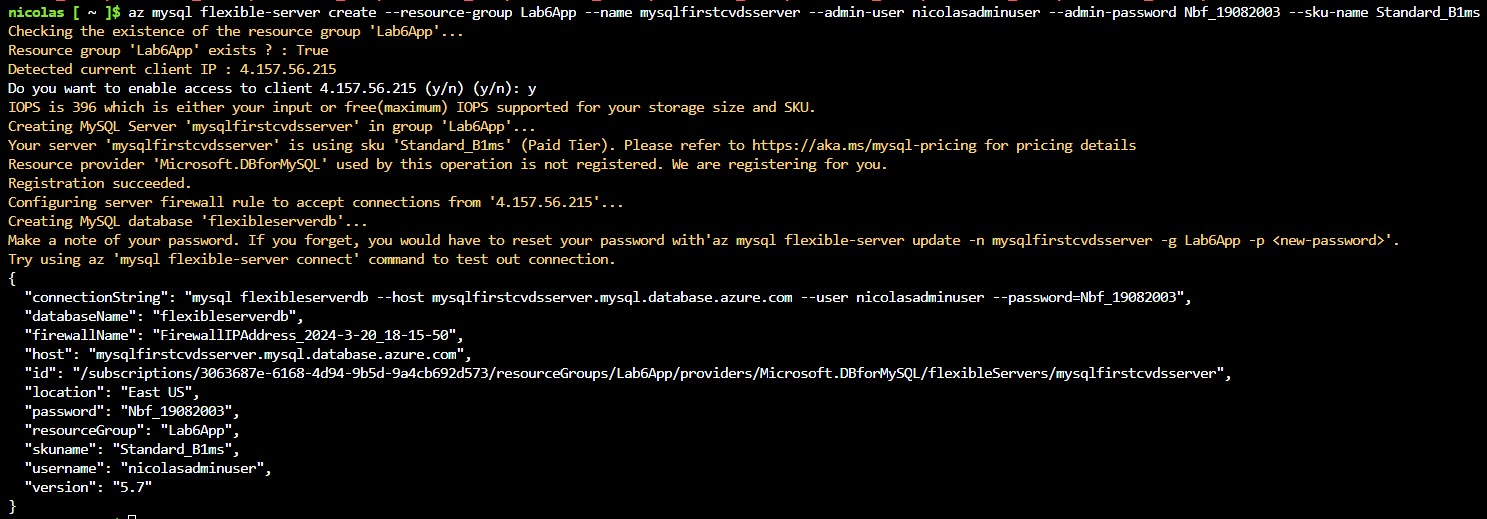 nicolas [ ~ ]$ az mysql flexible-server create --resource-group Lab6App --name mysqlfirstcvdsserver --admin-user nicolasadminuser --admin-password Nbf_19082003 --sku-name Standard_B1ms
Checking the existence of the resource group 'Lab6App'...
Resource group 'Lab6App' exists ? : True
Detected current client IP : 4.157.56.215
Do you want to enable access to client 4.157.56.215 (y/n) (y/n): y
IOPS is 396 which is either your input or free(maximum) IOPS supported for your storage size and SKU.
Creating MySQL Server 'mysqlfirstcvdsserver' in group 'Lab6App'...
Your server 'mysqlfirstcvdsserver' is using sku 'Standard_B1ms' (Paid Tier). Please refer to https://aka.ms/mysql-pricing for pricing details
Resource provider 'Microsoft.DBforMySQL' used by this operation is not registered. We are registering for you.
Registration succeeded.
Configuring server firewall rule to accept connections from '4.157.56.215'...
Creating MySQL database 'flexibleserverdb'...
Make a note of your password. If you forget, you would have to reset your password with'az mysql flexible-server update -n mysqlfirstcvdsserver -g Lab6App -p <new-password>'.
Try using az 'mysql flexible-server connect' command to test out connection.
{
  "connectionString": "mysql flexibleserverdb --host mysqlfirstcvdsserver.mysql.database.azure.com --user nicolasadminuser --password=Nbf_19082003",
  "databaseName": "flexibleserverdb",
  "firewallName": "FirewallIPAddress_2024-3-20_18-15-50",
  "host": "mysqlfirstcvdsserver.mysql.database.azure.com",
  "id": "/subscriptions/3063687e-6168-4d94-9b5d-9a4cb692d573/resourceGroups/Lab6App/providers/Microsoft.DBforMySQL/flexibleServers/mysqlfirstcvdsserver",
  "location": "East US",
  "password": "Nbf_19082003",
  "resourceGroup": "Lab6App",
  "skuname": "Standard_B1ms",
  "username": "nicolasadminuser",
  "version": "5.7"
}